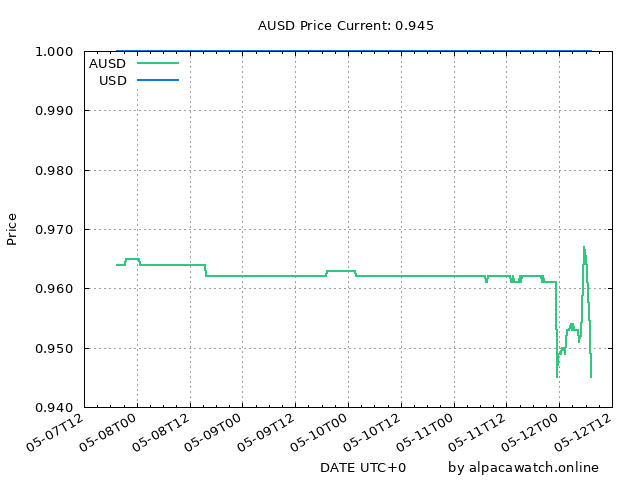 AUSD Price Current: 0.945
1.000
AUSD
USD
0.990
0.980
0.970
0.960
0.950
0.940
Price
05-07T12
05-08T00
05-08T12
05-09T00
05-09T12
05-10T00
05-10T12
05-11T00
05-11T12
05-12T00
05-12T12
DATE UTC+0
by alpacawatch.online